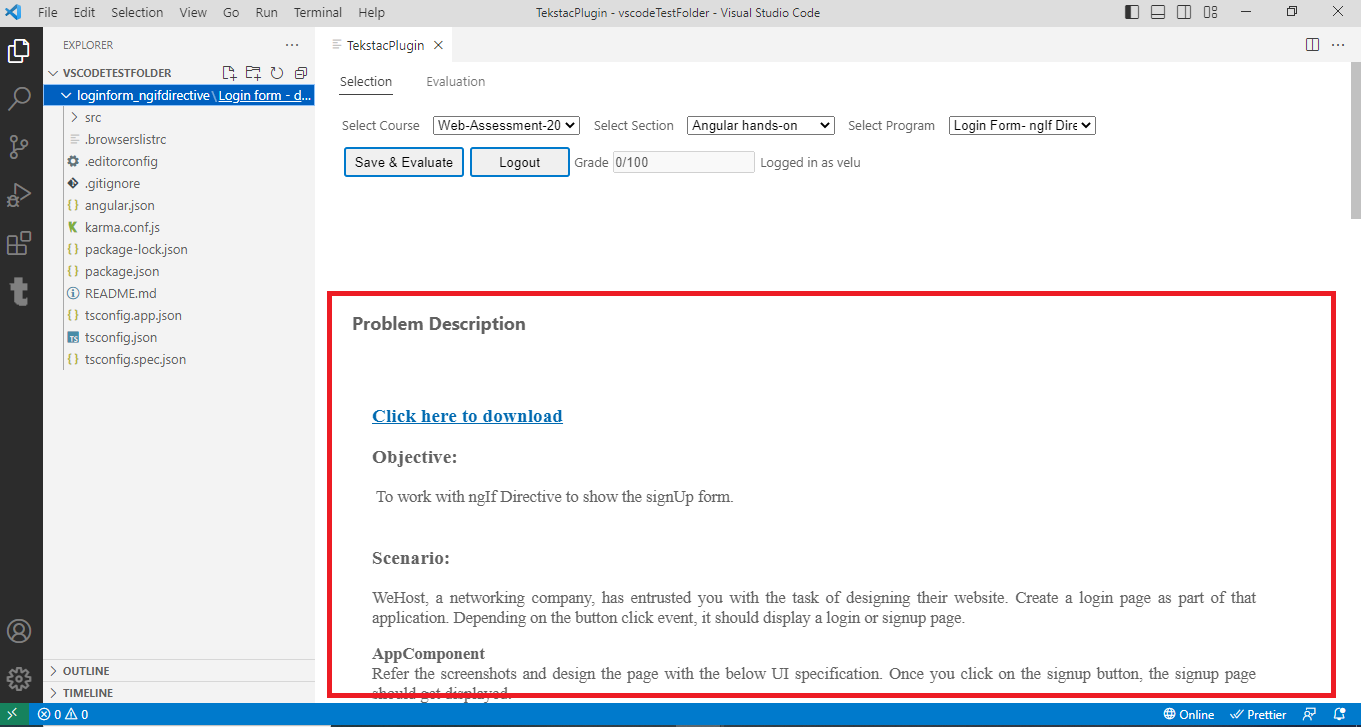 File Edit Selection View Go Run Terminal Help TekstacPlugin - vscodeTestFolder - Visual Studio Code
EXPLORER
VSCODETESTFOLDER
loginform_ngifdirective\Login form - d...
src
.browserslistrc
.editorconfig
.gitignore
angular.json
karma.conf.js
package-lock.json
package.json
README.md
tsconfig.app.json
TS tsconfig.json
tsconfig.spec.json
OUTLINE
TIMELINE
TekstacPlugin
Selection Evaluation
Select Course Web-Assessment-20 Select Section Angular hands-on Select Program Login Form- ngIf Dire
Save & Evaluate Logout Grade 0/100 Logged in as velu
Problem Description
Click here to download
Objective:
To work with ngIf Directive to show the signUp form.
Scenario:
WeHost, a networking company, has entrusted you with the task of designing their website. Create a login page as part of that
application. Depending on the button click event, it should display a login or signup page.
AppComponent
Refer the screenshots and design the page with the below UI specification. Once you click on the signup button, the signup page
should get displayed.
0 0 Online Prettier